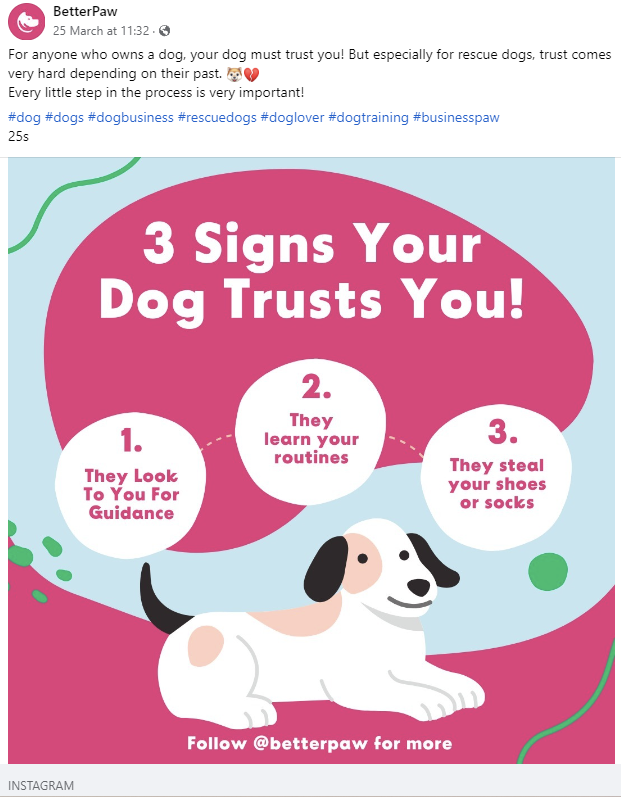 BetterPaw
25 March at 11:32 ·
For anyone who owns a dog, your dog must trust you! But especially for rescue dogs, trust comes
very hard depending on their past. 🐕💔
Every little step in the process is very important!
#dog #dogs #dogbusiness #rescuedogs #doglover #dogtraining #businesspaw
25s
3 Signs Your
Dog Trusts You!
1.
They Look
To You For
Guidance
2.
They
learn your
routines
3.
They steal
your shoes
or socks
Follow @betterpaw for more
INSTAGRAM